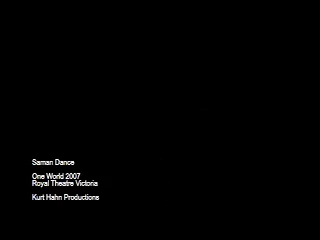 Saman Dance
One World 2007
Royal Theatre Victoria
Kurt Hahn Productions